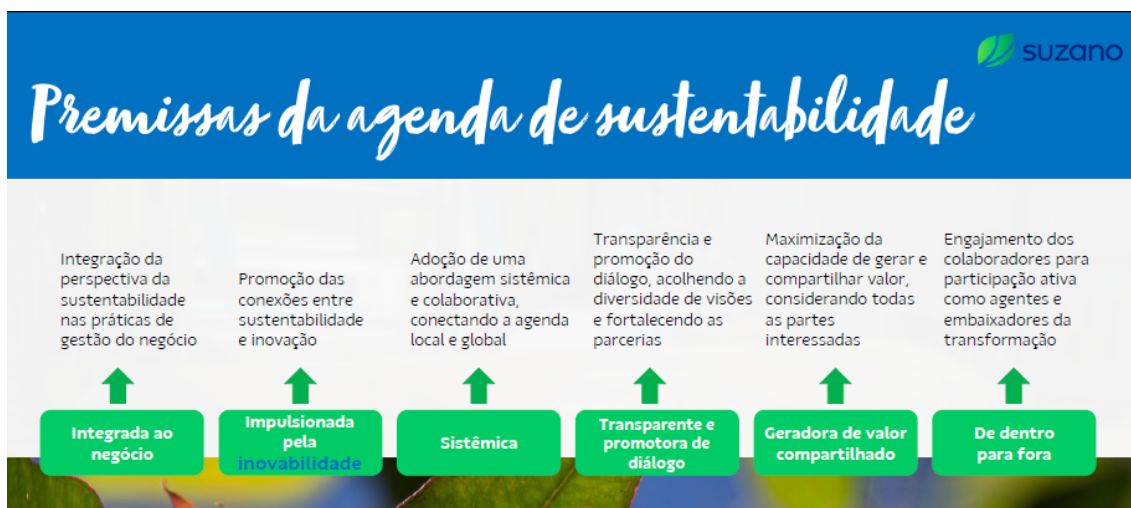 suzano
Premissas da agenda de sustentabilidade
Integração da
perspectiva da
sustentabilidade
nas práticas de
gestão do negócio
Promoção das
conexões entre
sustentabilidade
e inovação
Adoção de uma
abordagem sistêmica
e colaborativa,
conectando a agenda
local e global
Transparência e
promoção do
diálogo, acolhendo a
diversidade de visões
e fortalecendo as
parcerias
Maximização da
capacidade de gerar e
compartilhar valor,
considerando todas
as partes
interessadas
Engajamento dos
colaboradores para
participação ativa
como agentes e
embaixadores da
transformação
Integrada ao
negócio
Impulsionada
pela
inovabilidade
Sistêmica
Transparente e
promotora de
diálogo
Geradora de valor
compartilhado
De dentro
para fora